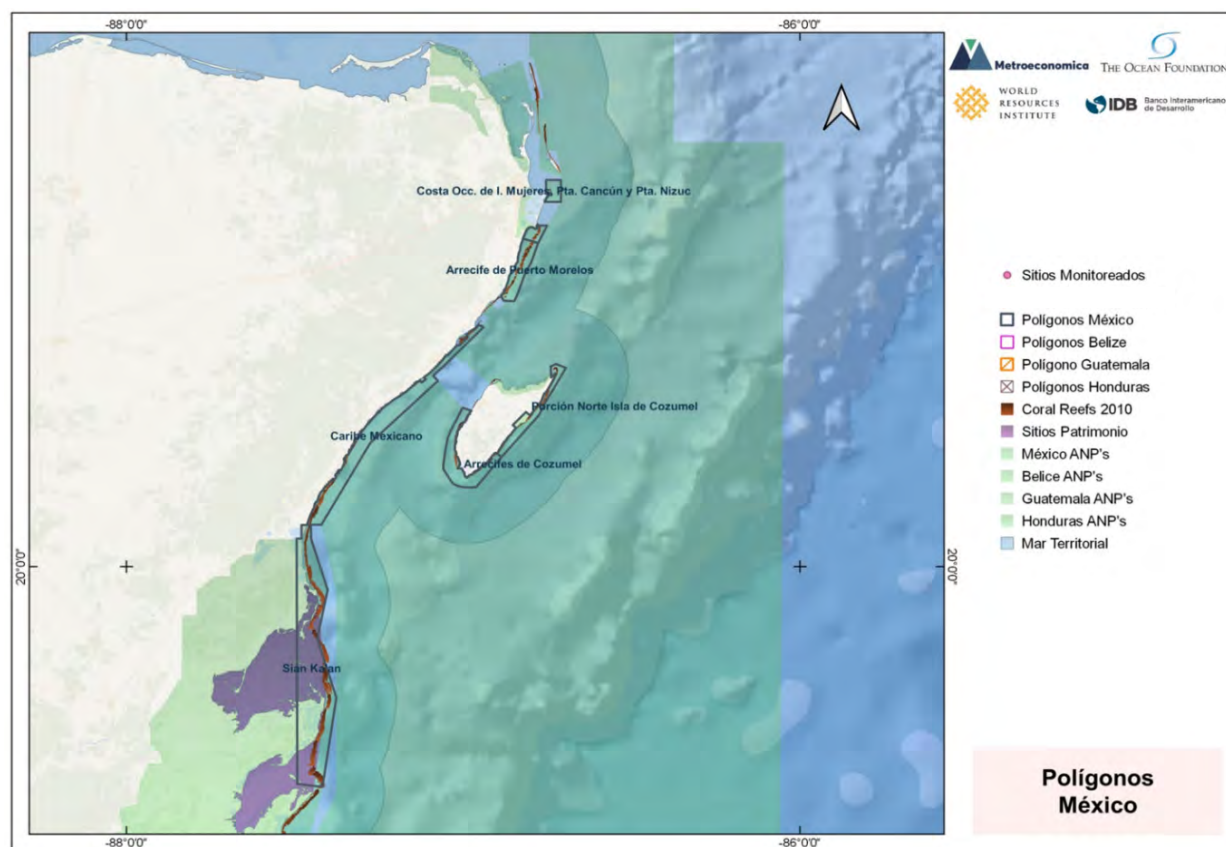 -88°0'0"
-86°0'0"
Metroeconomica
THE OCEAN FOUNDATION
WORLD
RESOURCES
INSTITUTE
IDB
Banco Interamericano
de Desarrollo
Costa Occ. de I. Mujeres, Pta. Cancún y Pta. Nizuc
Arrecife de Puerto Morelos
Porción Norte Isla de Cozumel
Caribe Mexicano
Arrecifes de Cozumel
20°0'0"
20°0'0"
Sian Ka'an
Sitios Monitoreados
Polígonos México
Polígonos Belize
Polígono Guatemala
Polígonos Honduras
Coral Reefs 2010
Sitios Patrimonio
México ANP's
Belice ANP's
Guatemala ANP's
Honduras ANP's
Mar Territorial
Polígonos
México
-88°0'0"
-86°0'0"